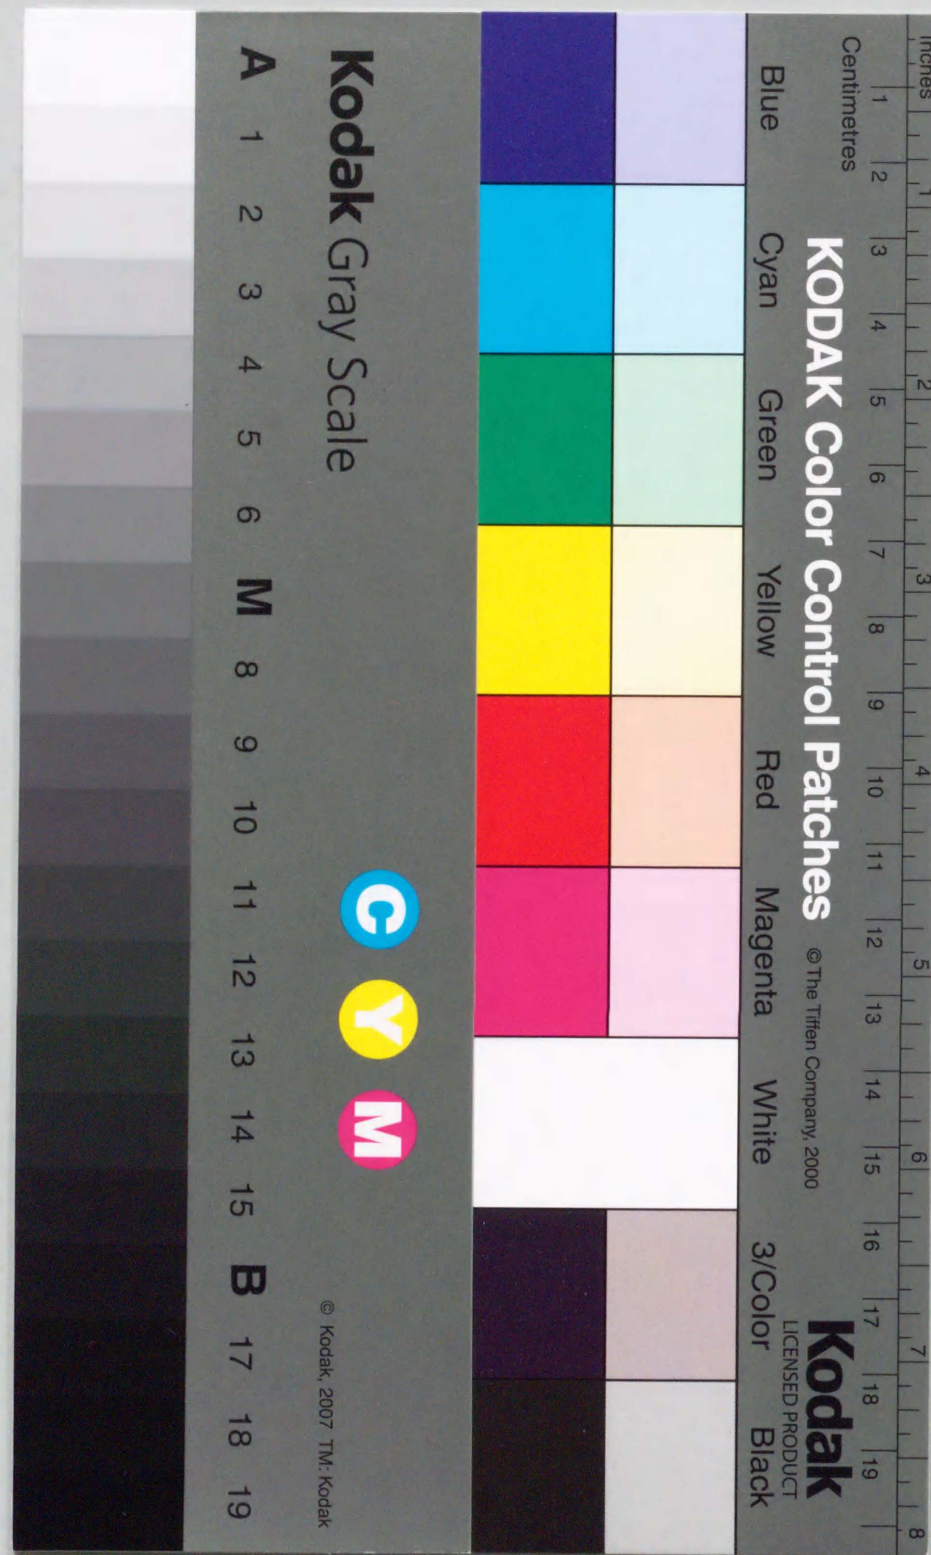 Inches 1 2 3 4 5 6 7 8
Centimetres 1 2 3 4 5 6 7 8 9 10 11 12 13 14 15 16 17 18 19
KODAK Color Control Patches © The Tiffen Company, 2000 Kodak
LICENSED PRODUCT
Blue Cyan Green Yellow Red Magenta White 3/Color Black
Kodak Gray Scale
C Y M
© Kodak, 2007 TM: Kodak
A 1 2 3 4 5 6 M 8 9 10 11 12 13 14 15 B 17 18 19